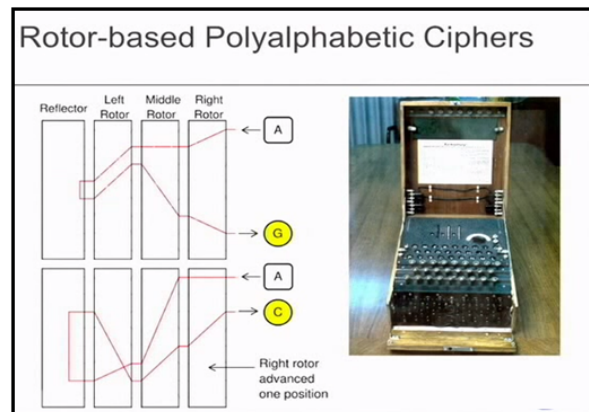 Rotor-based Polyalphabetic Ciphers
Reflector
Left
Rotor
Middle
Rotor
Right
Rotor
A
G
A
C
Right rotor
advanced
one position